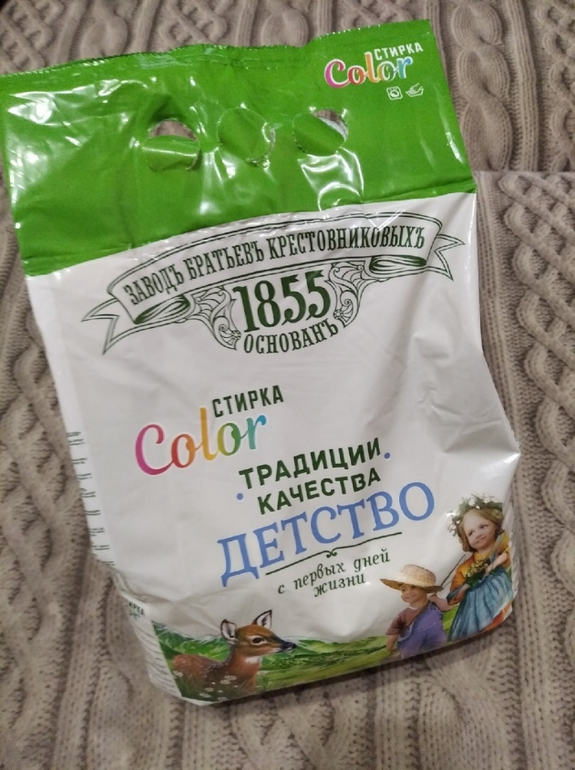 СТИРКА
Color
ЗАВОДЪ БРАТЬЕВЪ КРЕСТОВНИКОВЫХЪ
1855
ОСНОВАНЪ
СТИРКА
Color
ТРАДИЦИИ
КАЧЕСТВА
ДЕТСТВО
с первых дней
жизни